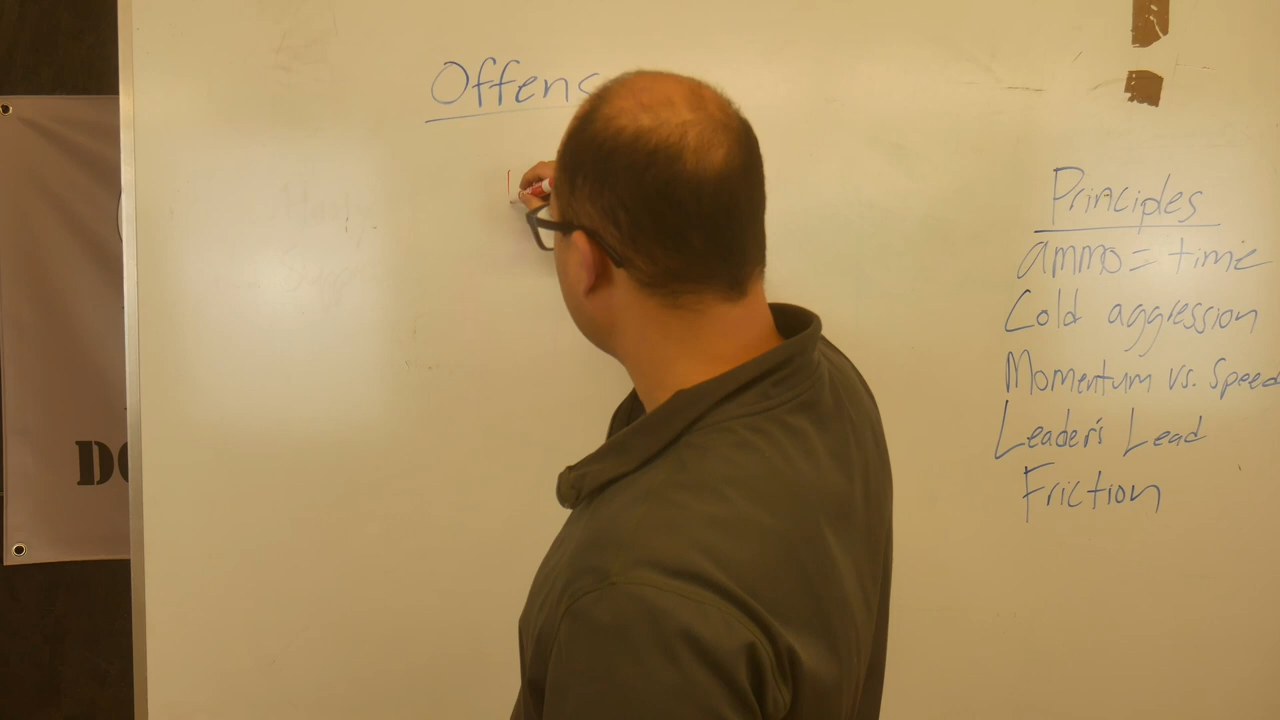 Offens
Principles
ammo = time
Cold aggression
Momentum vs. Speed
Leader's Lead
Friction
DO